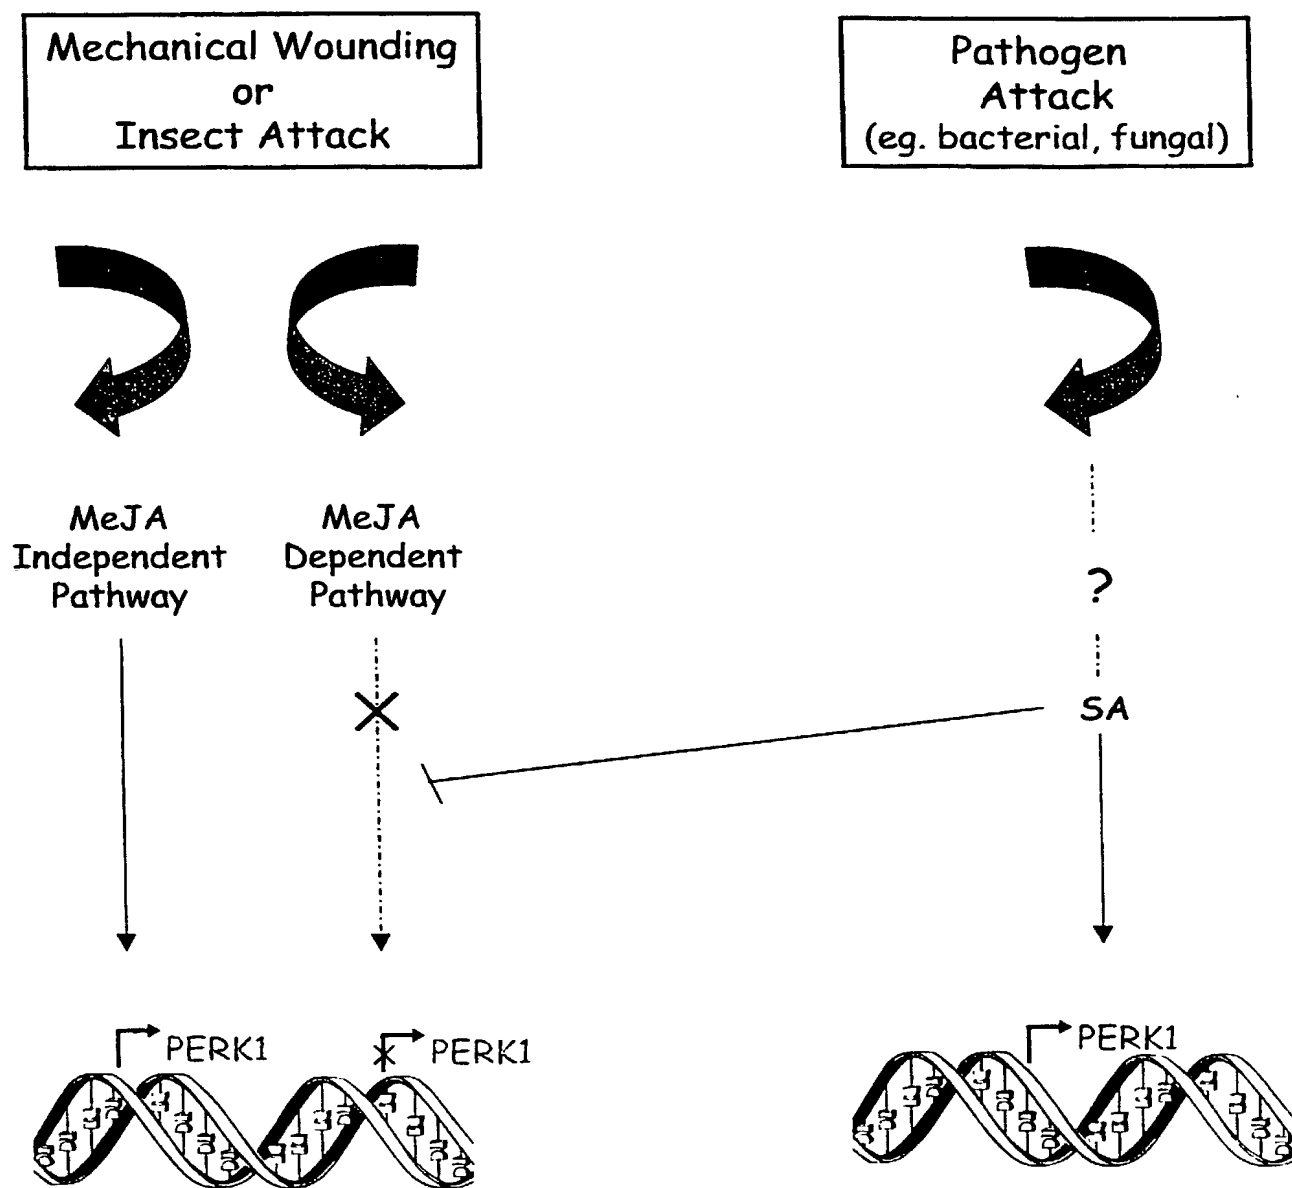 Mechanical Wounding
or
Insect Attack
Pathogen
Attack
(eg. bacterial, fungal)
MeJA
Independent
Pathway
MeJA
Dependent
Pathway
?
SA
PERK1
PERK1
PERK1